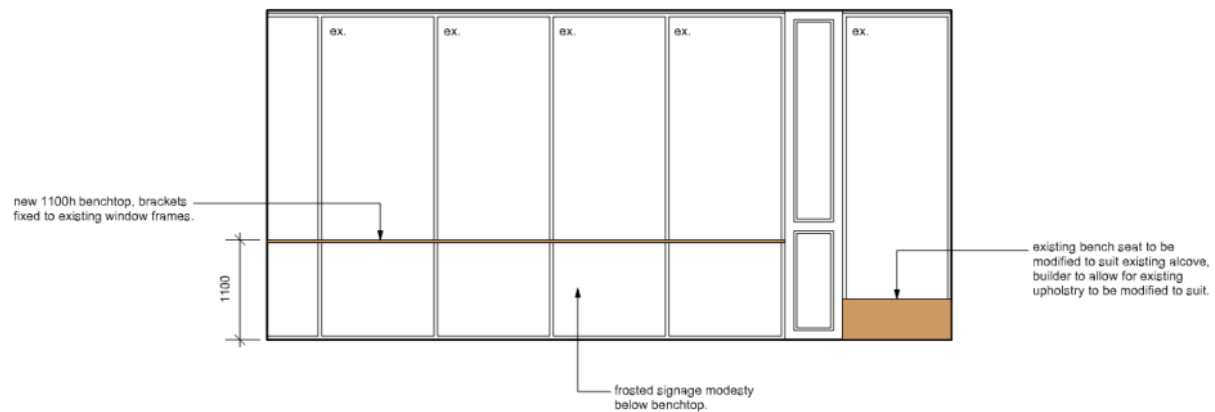 ex.
ex.
ex.
ex.
ex.
new 1100h benchtop, brackets
fixed to existing window frames.
1100
existing bench seat to be
modified to suit existing alcove,
builder to allow for existing
upholstry to be modified to suit.
frosted signage modesty
below benchtop.